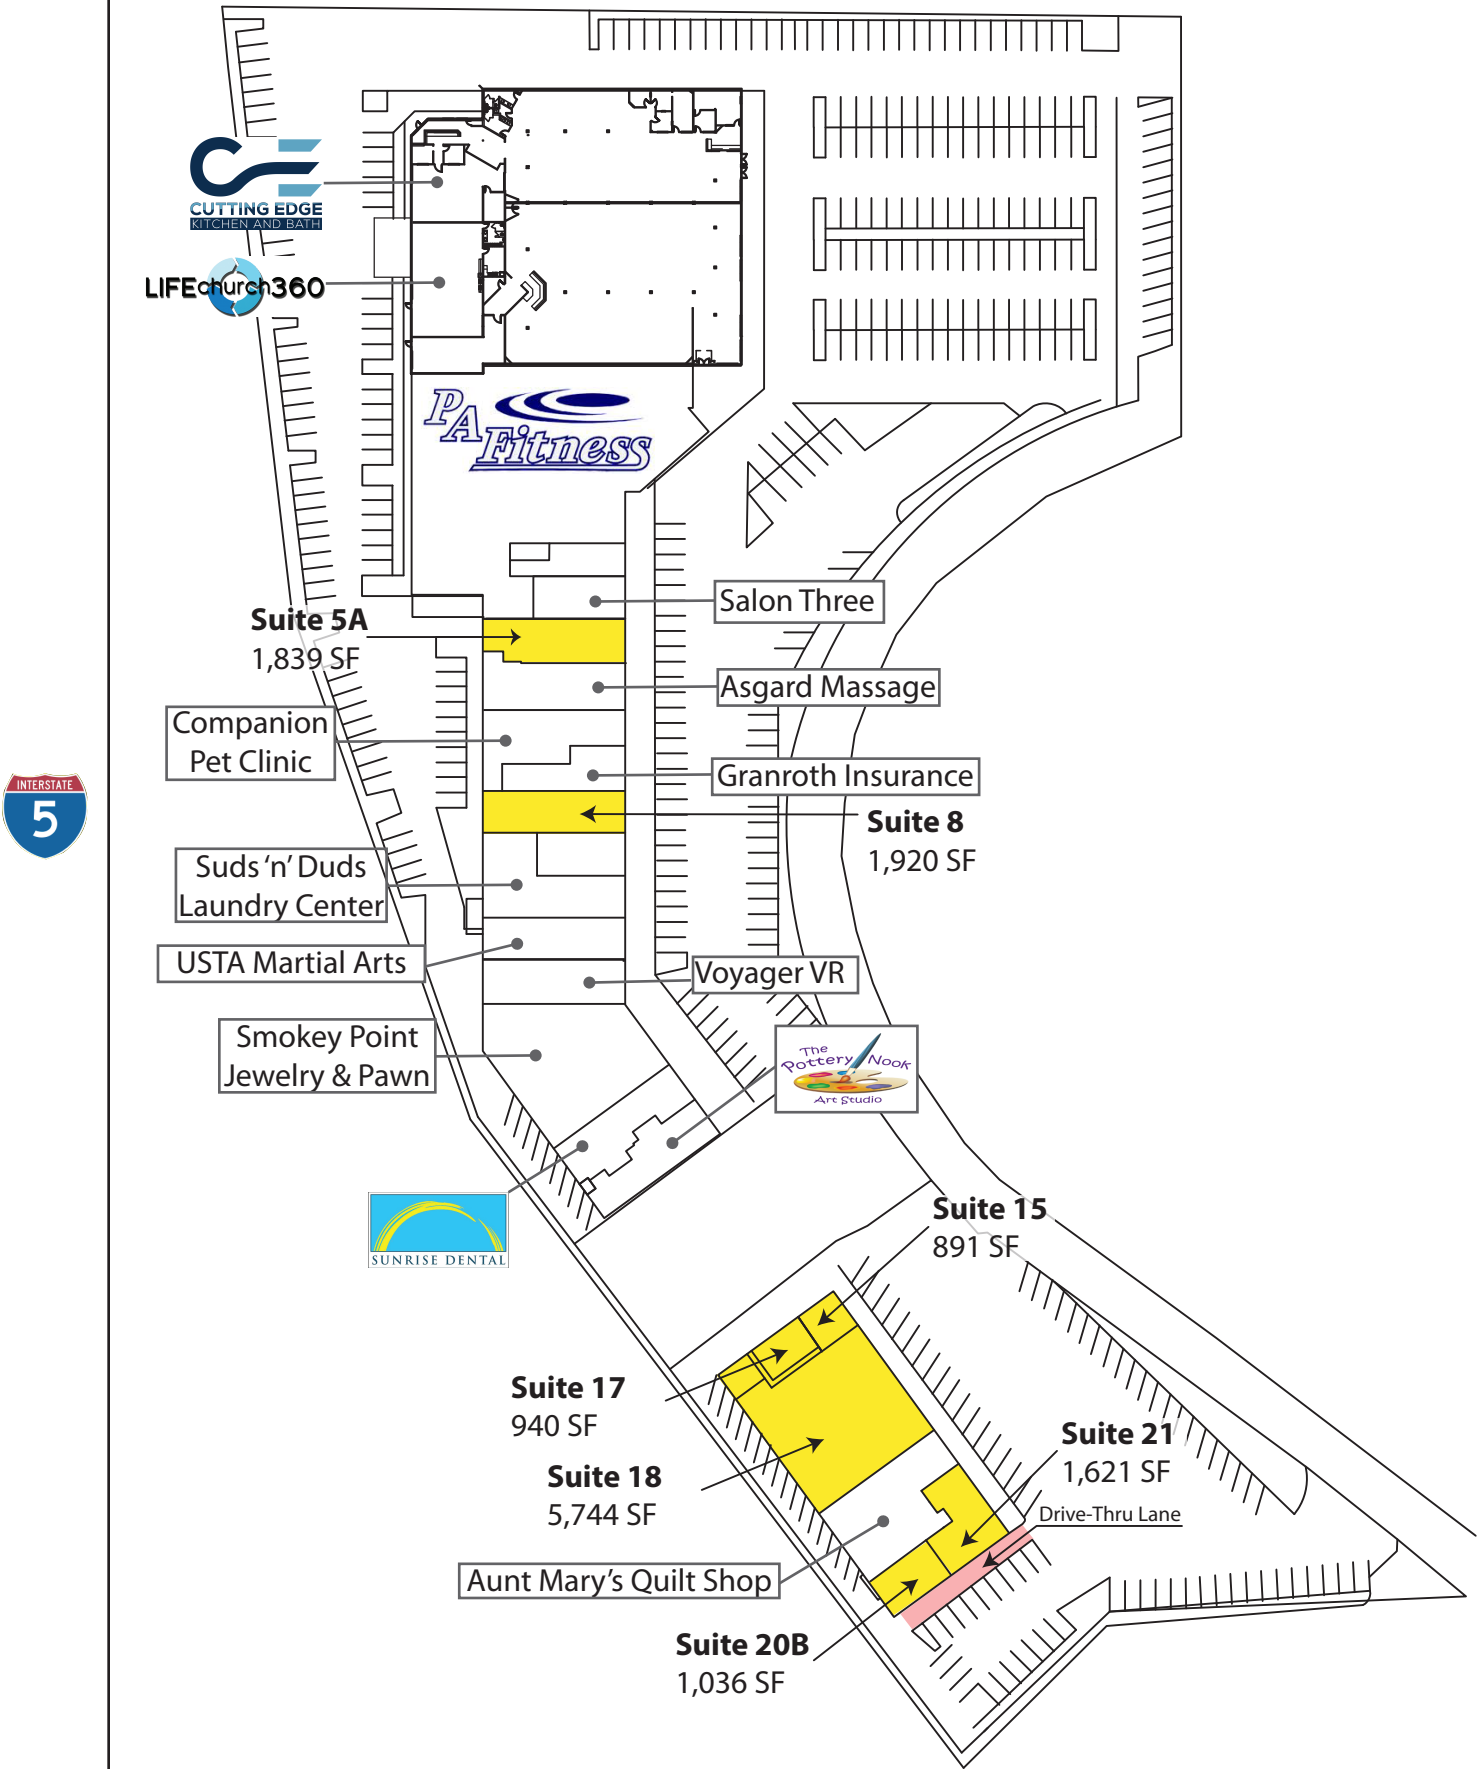 CUTTING EDGE
KITCHEN AND BATH
LIFEchurch360
PA Fitness
Salon Three
Suite 5A
1,839 SF
Asgard Massage
Companion
Pet Clinic
Granroth Insurance
INTERSTATE
5
Suite 8
1,920 SF
Suds ‘n’ Duds
Laundry Center
USTA Martial Arts
Voyager VR
Smokey Point
Jewelry & Pawn
The
Pottery Nook
Art Studio
SUNRISE DENTAL
Suite 15
891 SF
Suite 17
940 SF
Suite 21
1,621 SF
Suite 18
5,744 SF
Drive-Thru Lane
Aunt Mary’s Quilt Shop
Suite 20B
1,036 SF